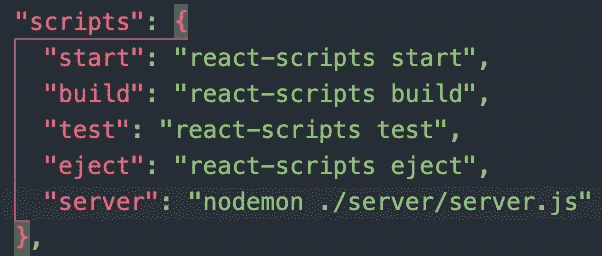 "scripts": {
"start": "react-scripts start",
"build": "react-scripts build",
"test": "react-scripts test",
"eject": "react-scripts eject",
"server": "nodemon ./server/server.js"
},